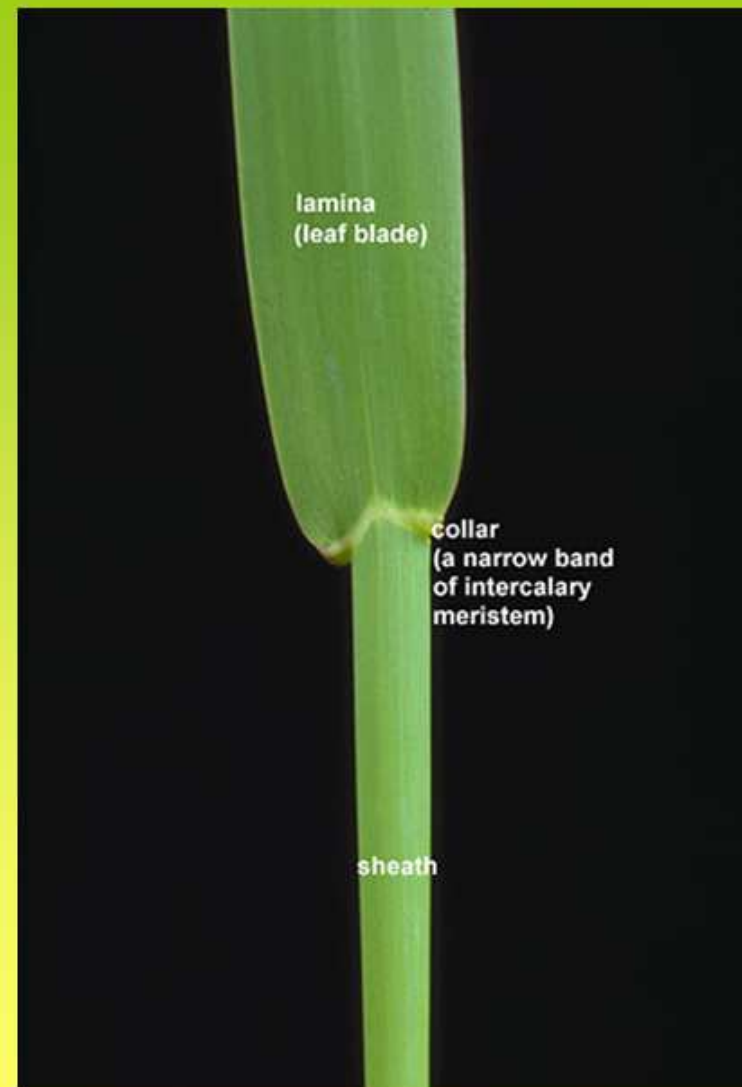 lamina
(leaf blade)
collar
(a narrow band
of intercalary
meristem)
sheath